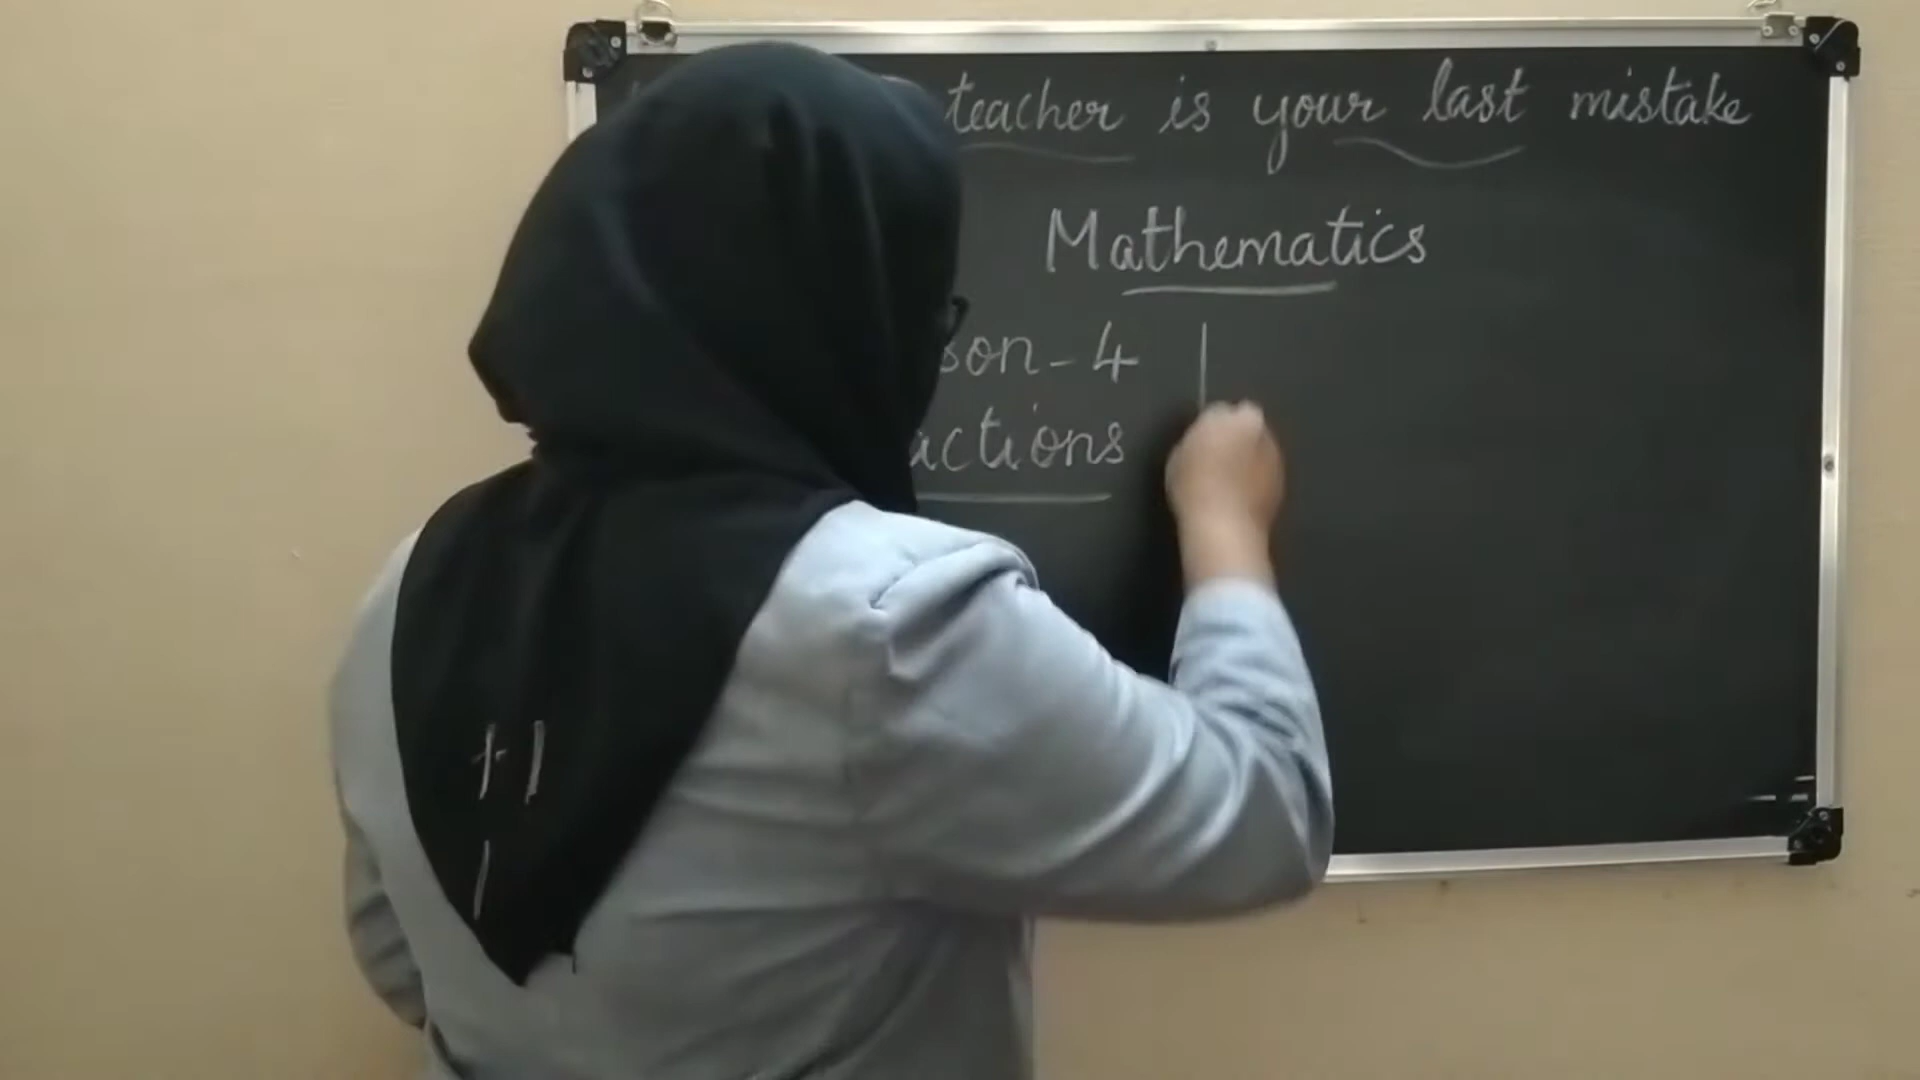 teacher is your last mistake
Mathematics
son - 4
actions